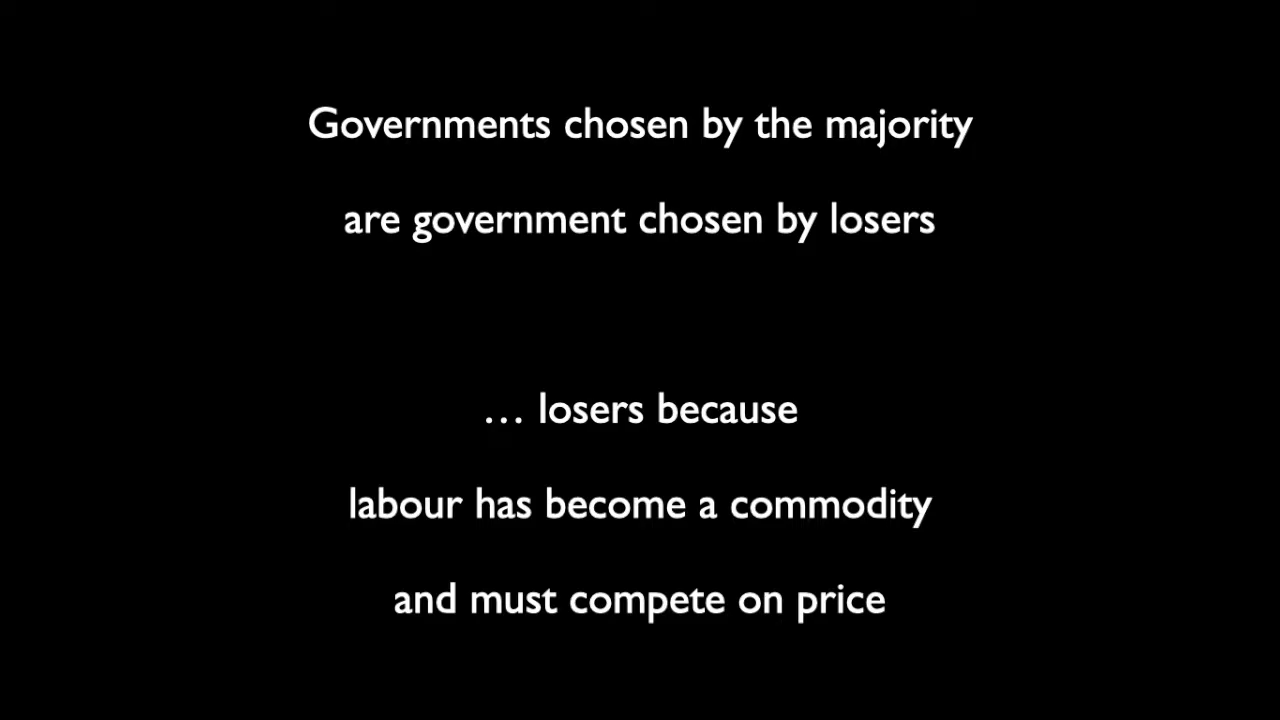 Governments chosen by the majority
are government chosen by losers
… losers because
labour has become a commodity
and must compete on price